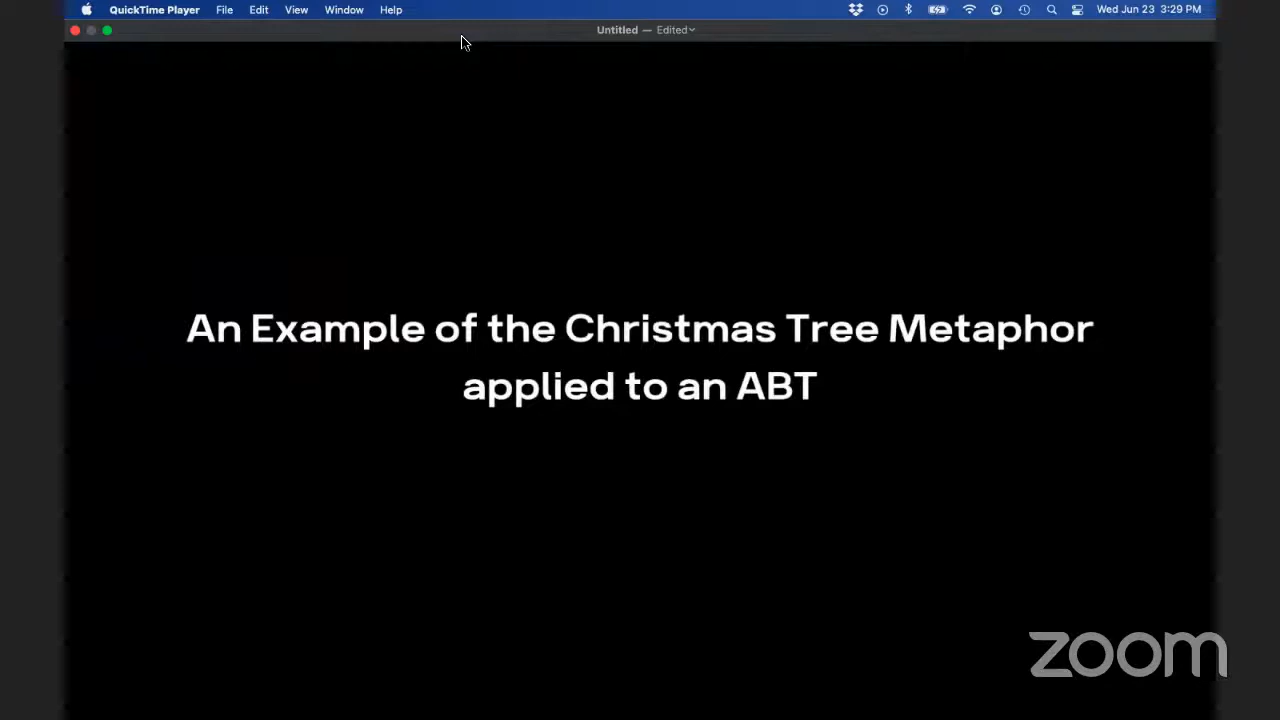 QuickTime Player File Edit View Window Help Wed Jun 23 3:29 PM
Untitled — Edited
An Example of the Christmas Tree Metaphor
applied to an ABT
zoom